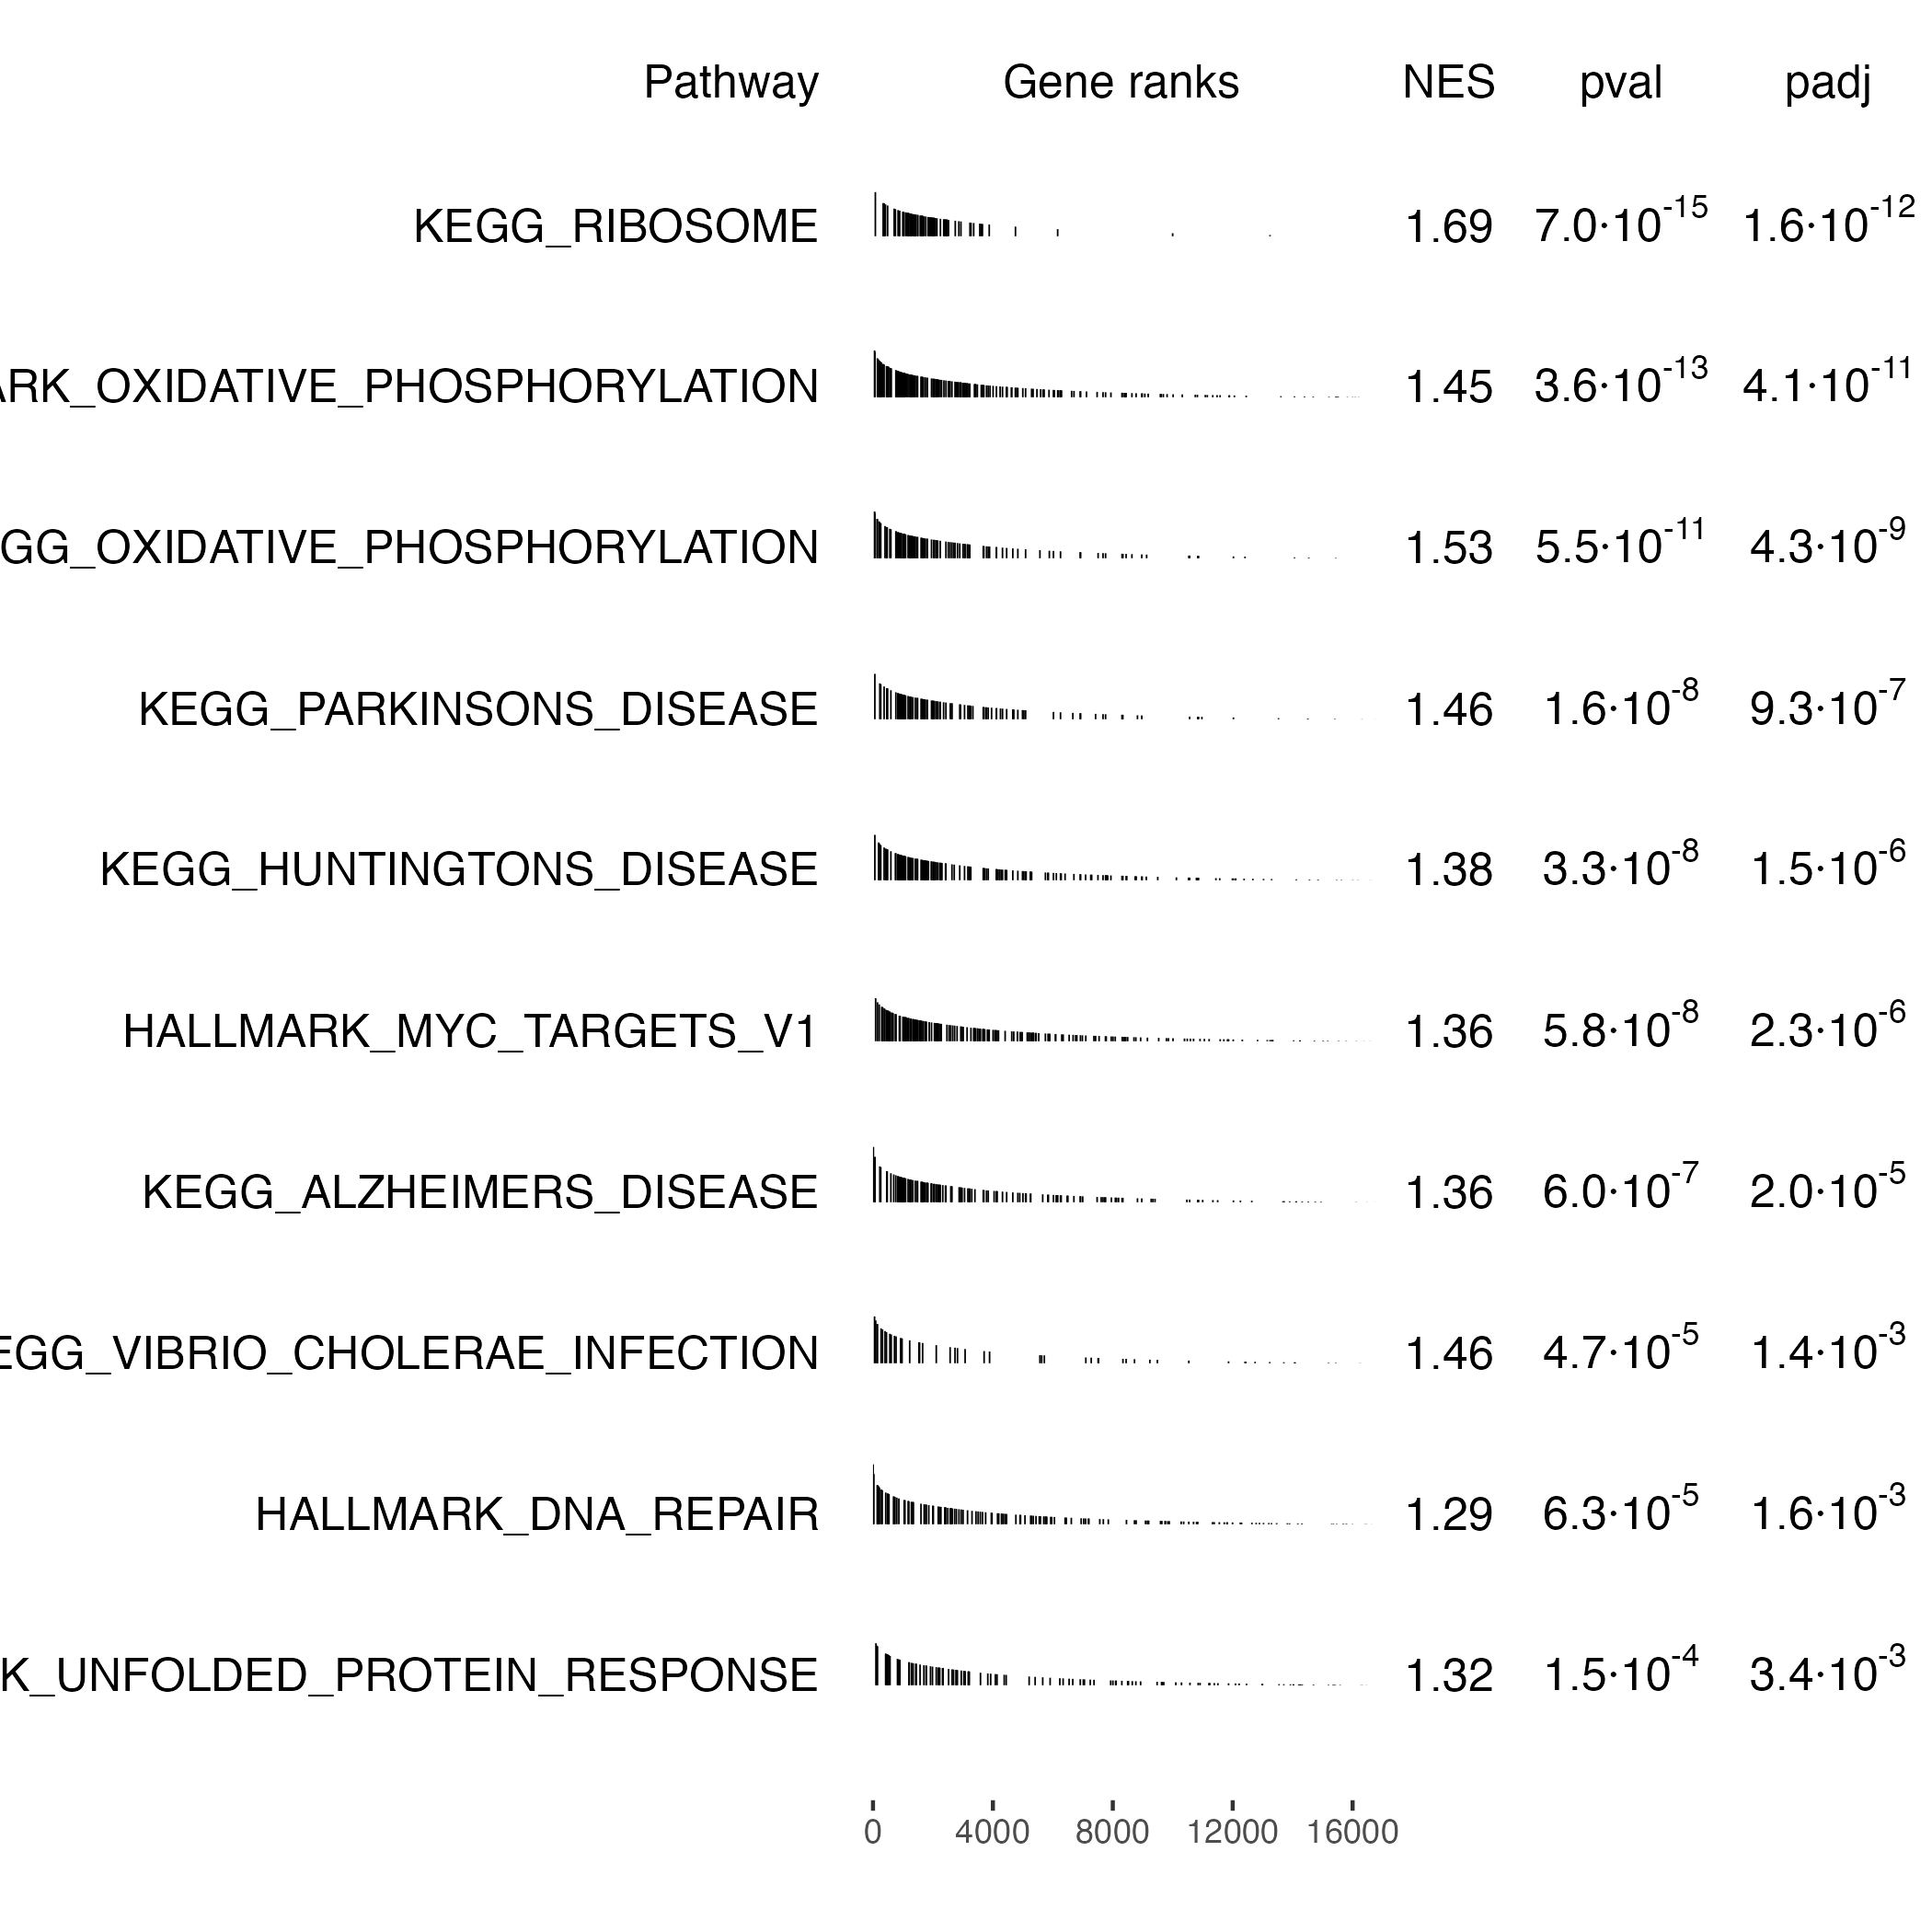 Pathway Gene ranks NES pval padj
KEGG_RIBOSOME 1.69 7.0·10⁻¹⁵ 1.6·10⁻¹²
ARK_OXIDATIVE_PHOSPHORYLATION 1.45 3.6·10⁻¹³ 4.1·10⁻¹¹
GG_OXIDATIVE_PHOSPHORYLATION 1.53 5.5·10⁻¹¹ 4.3·10⁻⁹
KEGG_PARKINSONS_DISEASE 1.46 1.6·10⁻⁸ 9.3·10⁻⁷
KEGG_HUNTINGTONS_DISEASE 1.38 3.3·10⁻⁸ 1.5·10⁻⁶
HALLMARK_MYC_TARGETS_V1 1.36 5.8·10⁻⁸ 2.3·10⁻⁶
KEGG_ALZHEIMERS_DISEASE 1.36 6.0·10⁻⁷ 2.0·10⁻⁵
EGG_VIBRIO_CHOLERAE_INFECTION 1.46 4.7·10⁻⁵ 1.4·10⁻³
HALLMARK_DNA_REPAIR 1.29 6.3·10⁻⁵ 1.6·10⁻³
K_UNFOLDED_PROTEIN_RESPONSE 1.32 1.5·10⁻⁴ 3.4·10⁻³
0 4000 8000 12000 16000